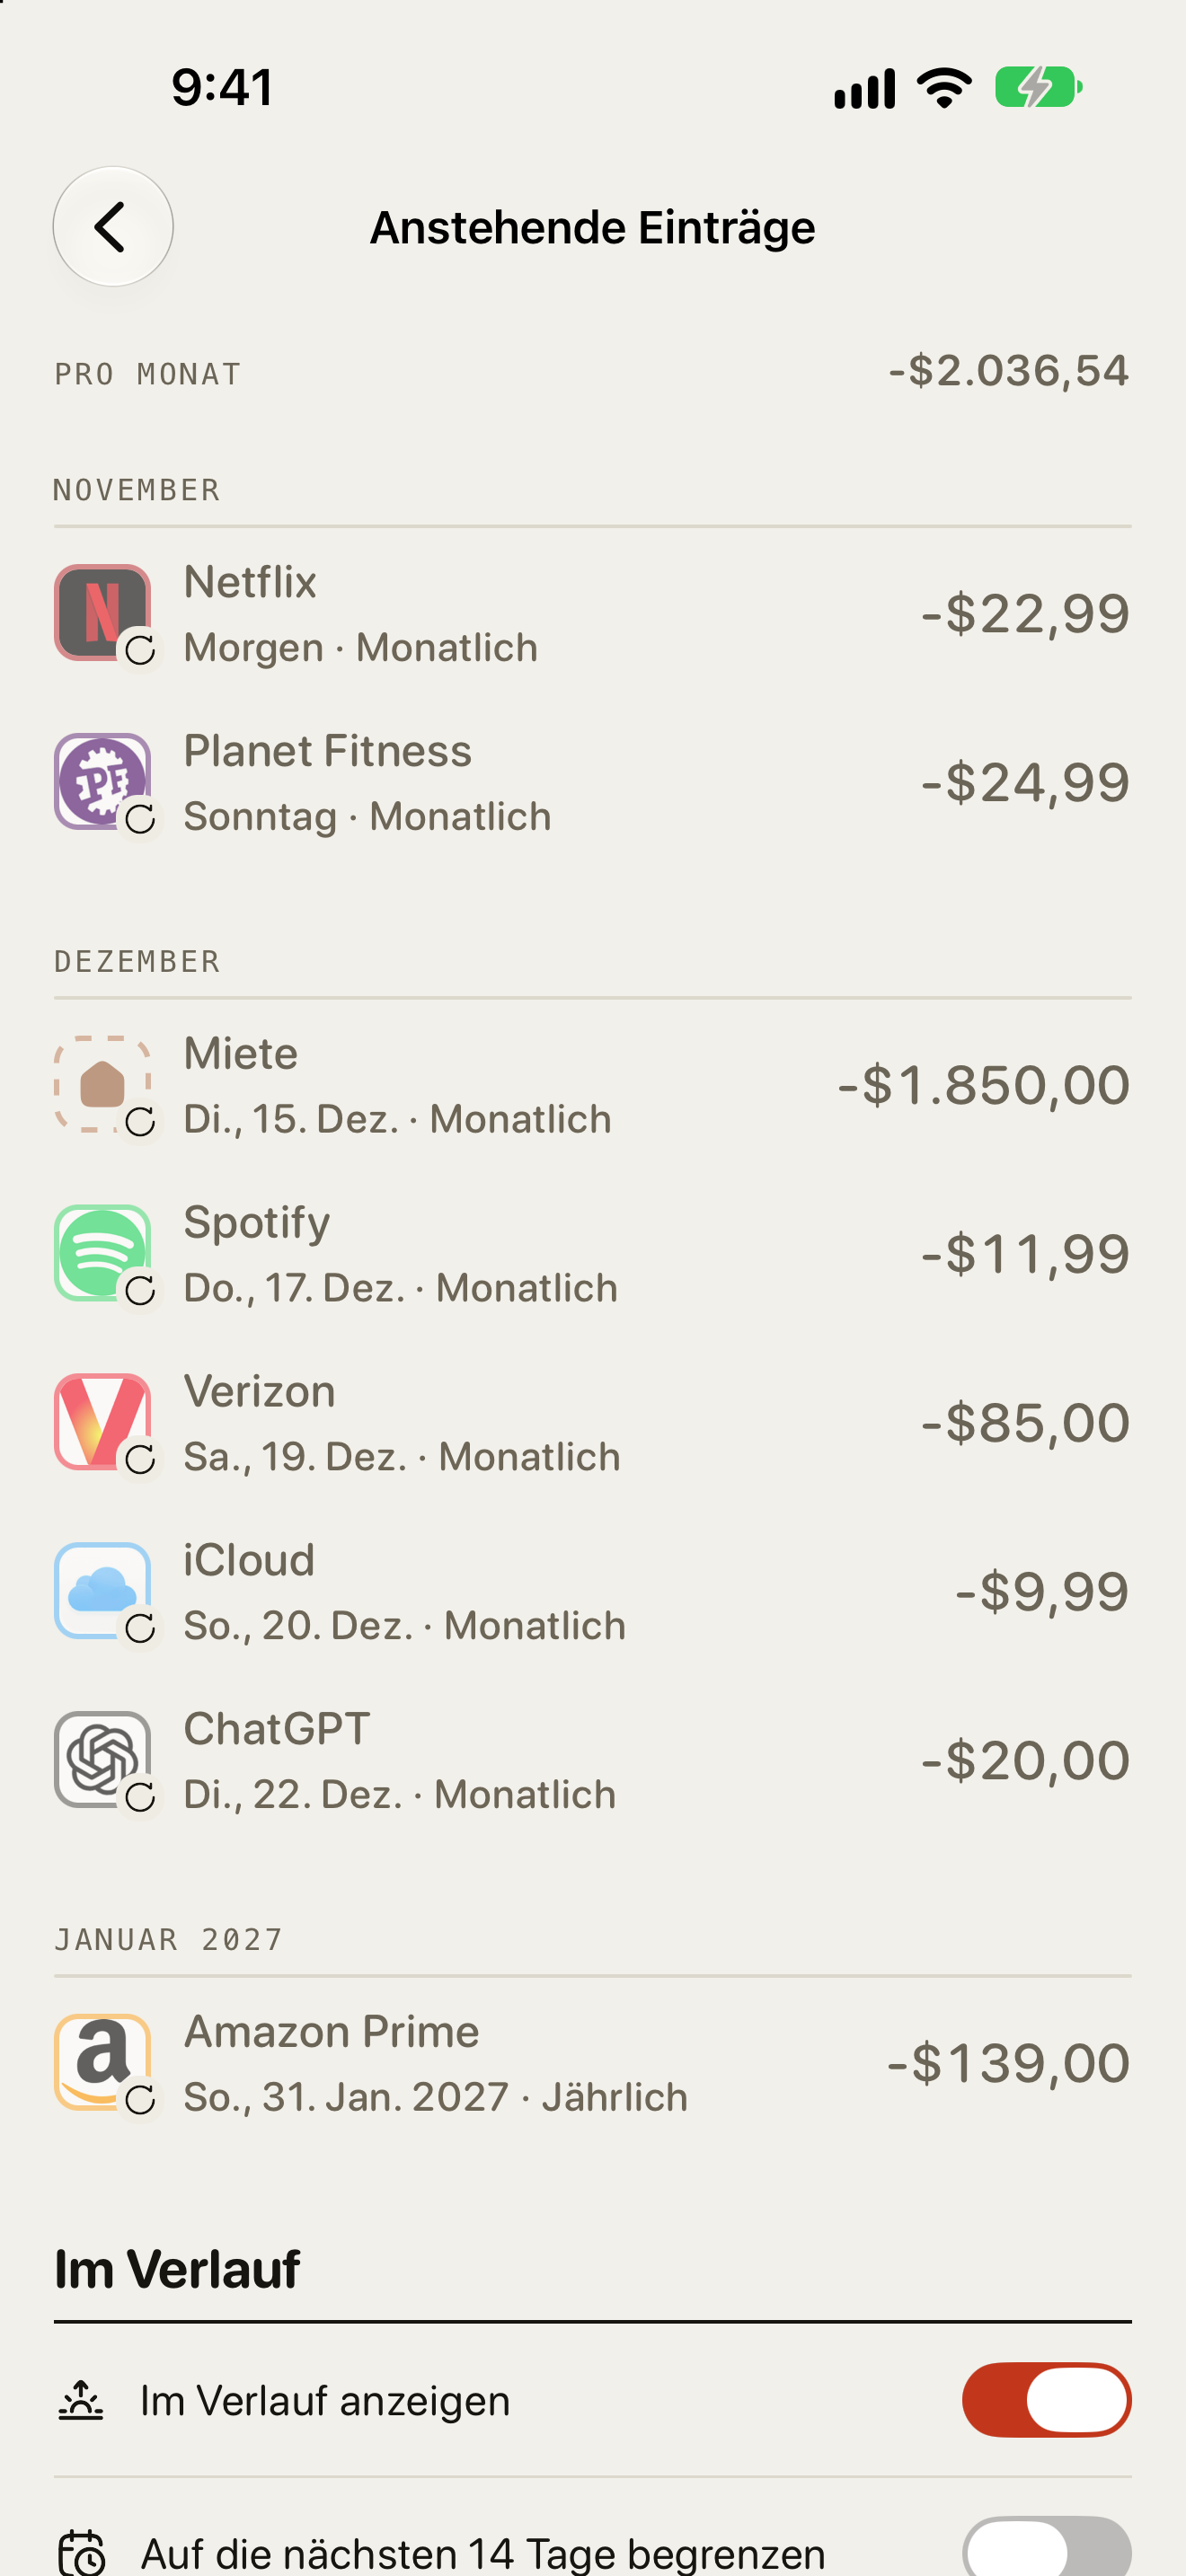 9:41
Anstehende Einträge
PRO MONAT -$2.036,54
NOVEMBER
Netflix
Morgen · Monatlich
-$22,99
Planet Fitness
Sonntag · Monatlich
-$24,99
DEZEMBER
Miete
Di., 15. Dez. · Monatlich
-$1.850,00
Spotify
Do., 17. Dez. · Monatlich
-$11,99
Verizon
Sa., 19. Dez. · Monatlich
-$85,00
iCloud
So., 20. Dez. · Monatlich
-$9,99
ChatGPT
Di., 22. Dez. · Monatlich
-$20,00
JANUAR 2027
Amazon Prime
So., 31. Jan. 2027 · Jährlich
-$139,00
Im Verlauf
Im Verlauf anzeigen
Auf die nächsten 14 Tage begrenzen